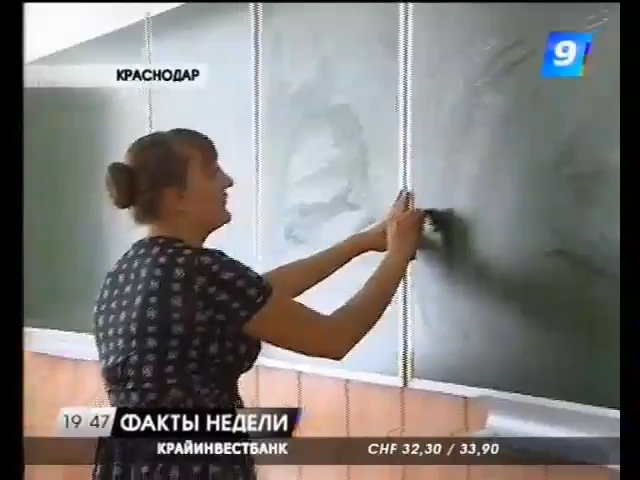 КРАСНОДАР
9
19 47
ФАКТЫ НЕДЕЛИ
КРАЙИНВЕСТБАНК
CHF 32,30 / 33,90